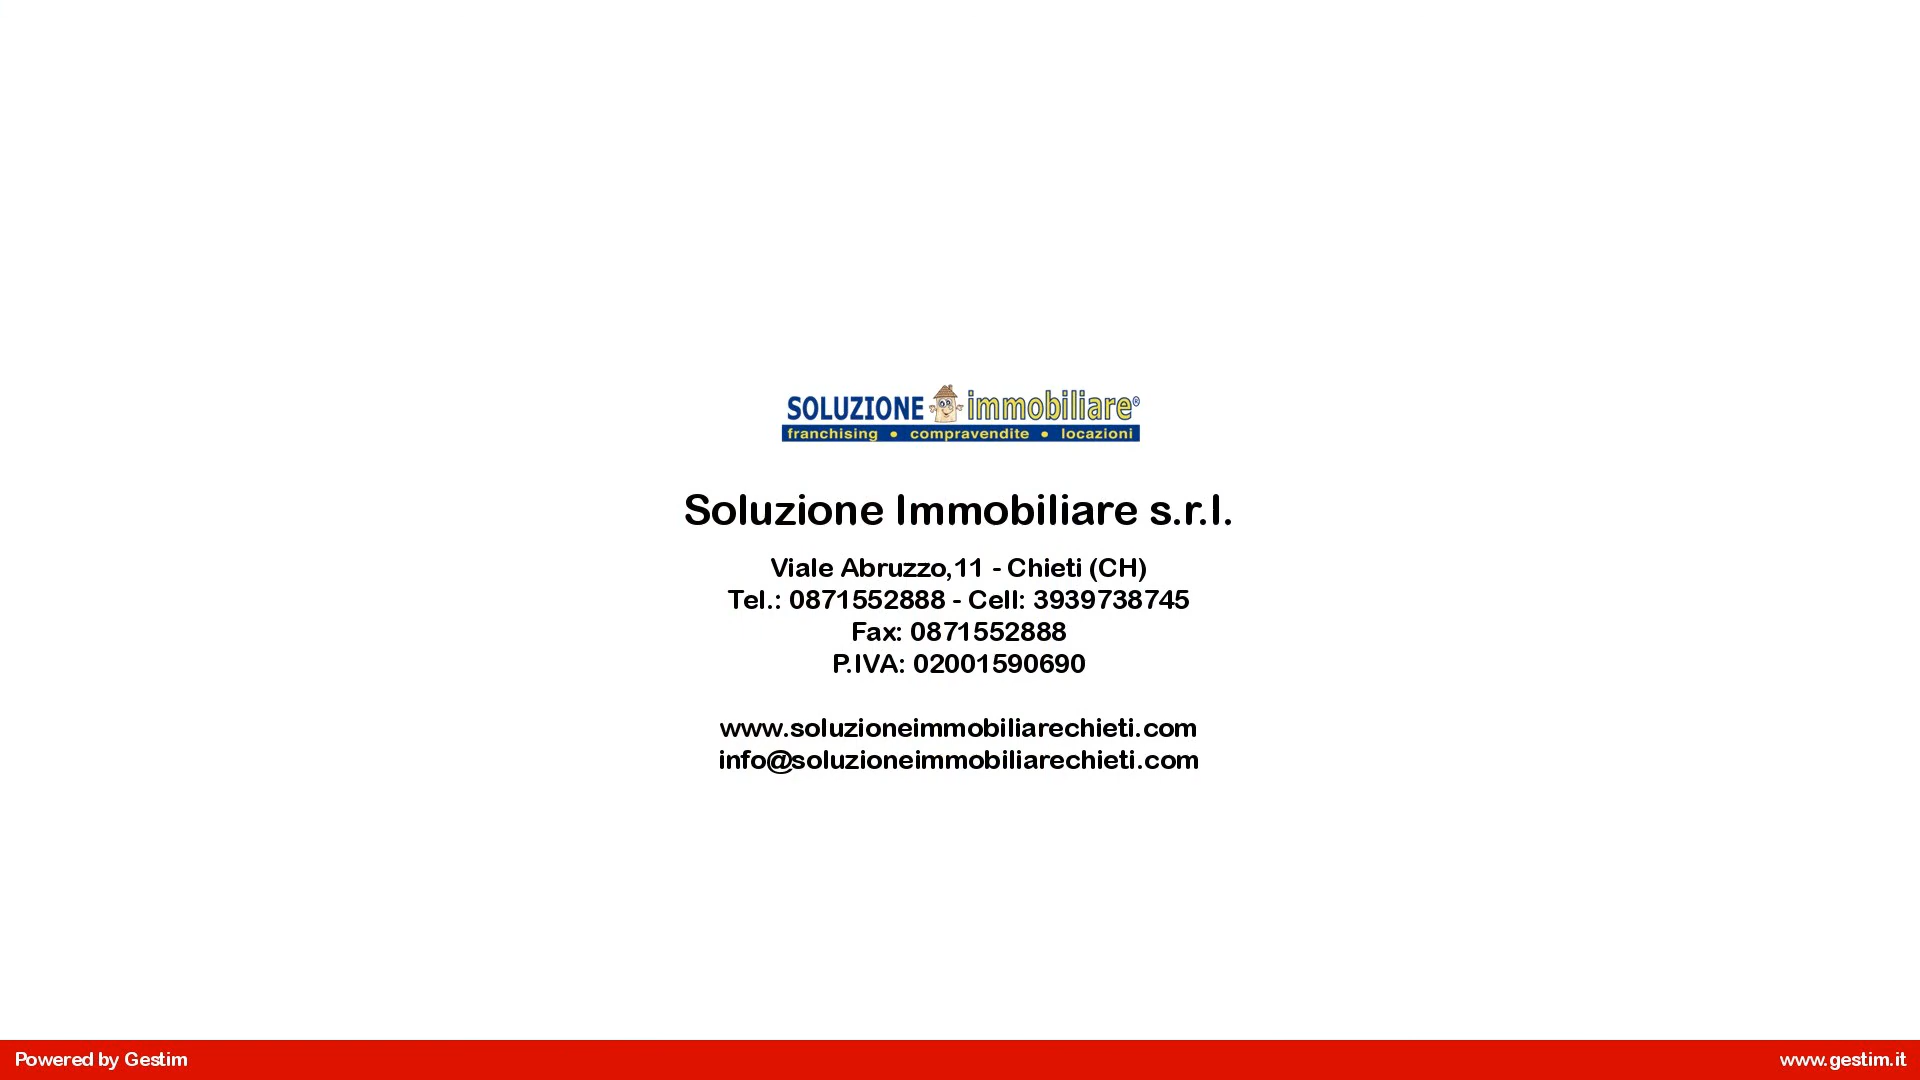 SOLUZIONE immobiliare®
franchising • compravendite • locazioni
Soluzione Immobiliare s.r.l.
Viale Abruzzo,11 - Chieti (CH)
Tel.: 0871552888 - Cell: 3939738745
Fax: 0871552888
P.IVA: 02001590690
www.soluzioneimmobiliarechieti.com
info@soluzioneimmobiliarechieti.com
Powered by Gestim
www.gestim.it